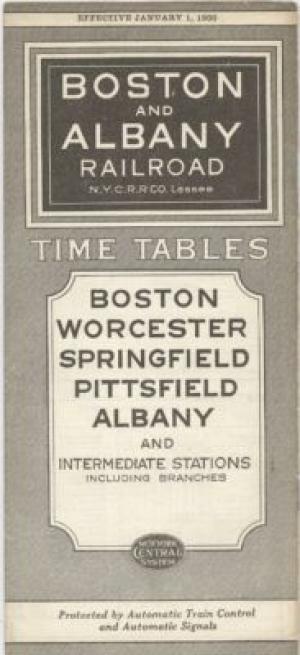 EFFECTIVE JANUARY 1, 1930
BOSTON
AND
ALBANY
RAILROAD
N.Y.C.R.R.CO. Lessee
TIME TABLES
BOSTON
WORCESTER
SPRINGFIELD
PITTSFIELD
ALBANY
AND
INTERMEDIATE STATIONS
INCLUDING BRANCHES
NEW YORK
CENTRAL
SYSTEM
Protected by Automatic Train Control
and Automatic Signals